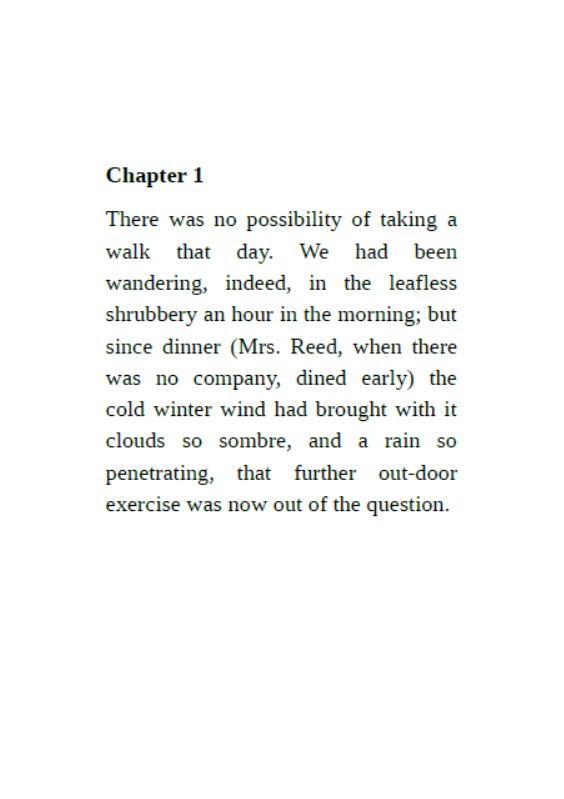 Chapter 1
There was no possibility of taking a
walk that day. We had been
wandering, indeed, in the leafless
shrubbery an hour in the morning; but
since dinner (Mrs. Reed, when there
was no company, dined early) the
cold winter wind had brought with it
clouds so sombre, and a rain so
penetrating, that further out-door
exercise was now out of the question.